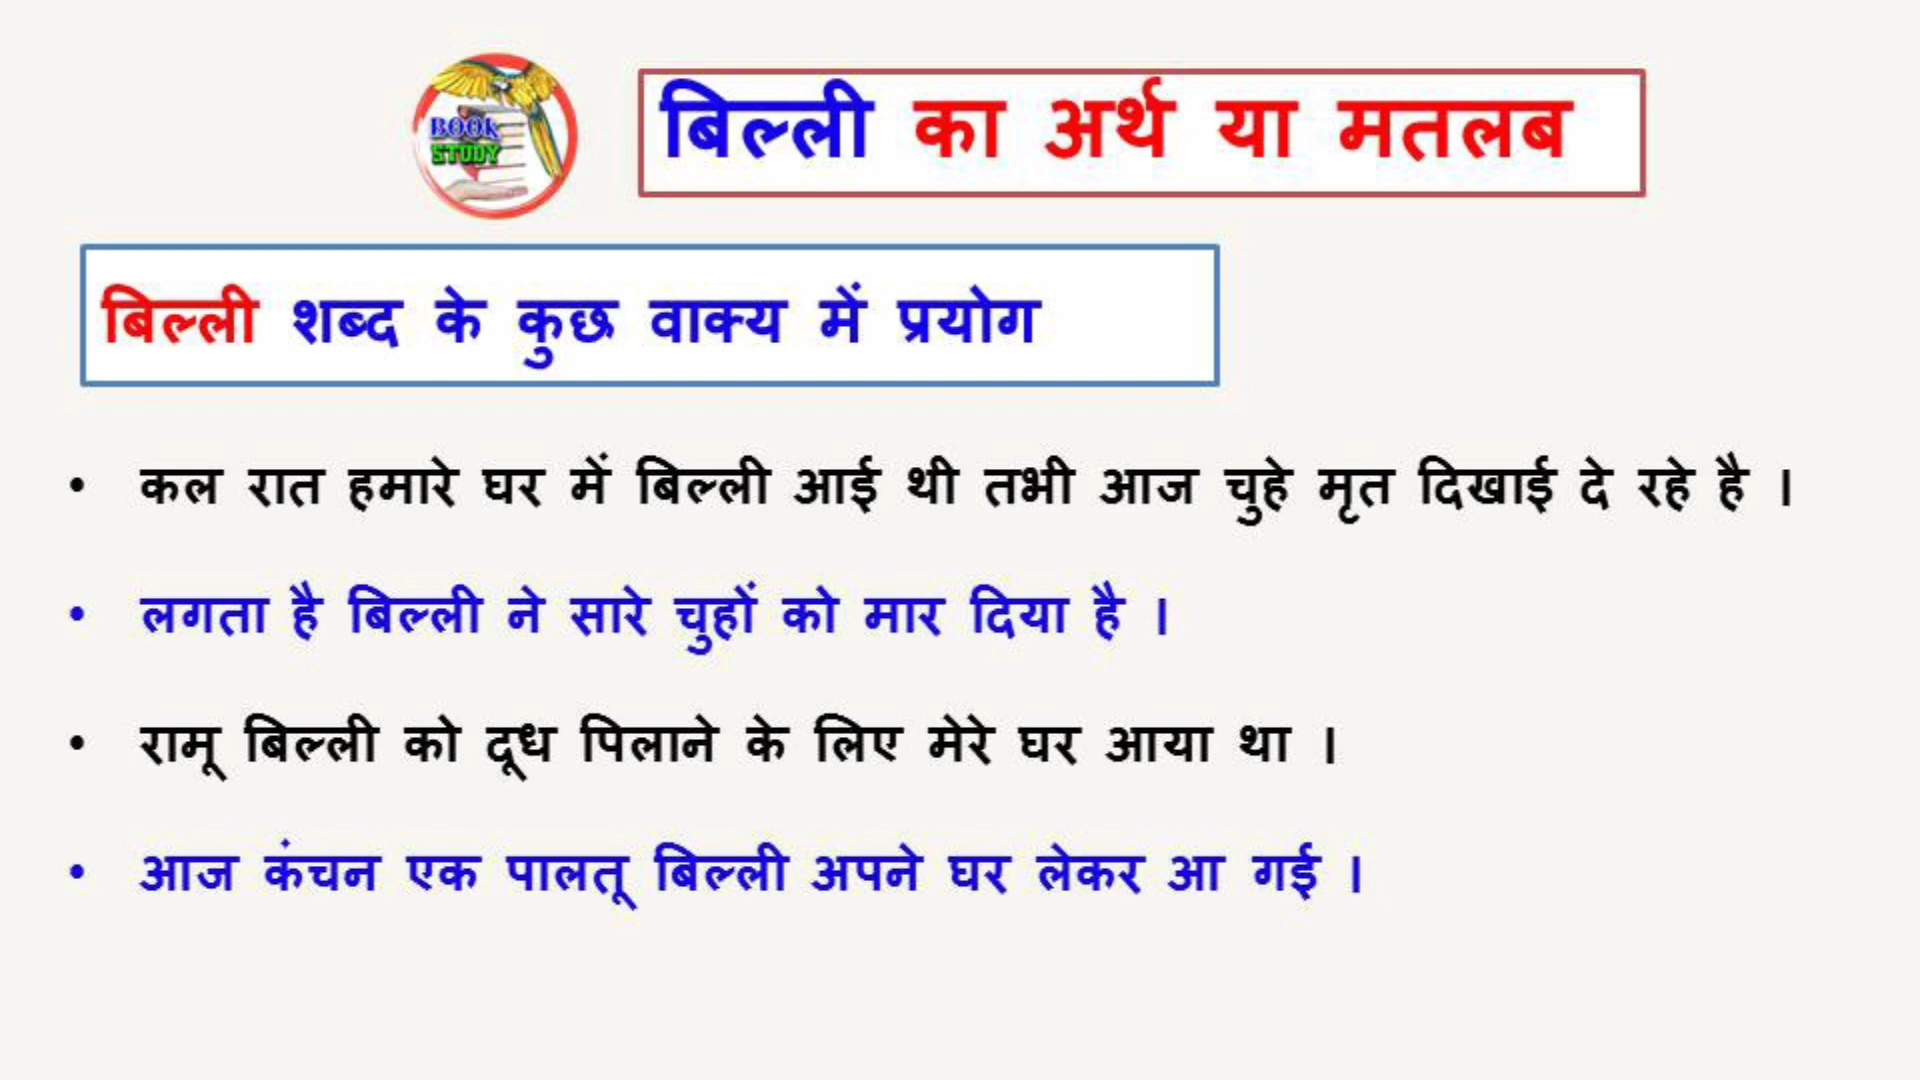 BOOK
STUDY
बिल्ली का अर्थ या मतलब
बिल्ली शब्द के कुछ वाक्य में प्रयोग
• कल रात हमारे घर में बिल्ली आई थी तभी आज चुहे मृत दिखाई दे रहे है ।
• लगता है बिल्ली ने सारे चुहों को मार दिया है ।
• रामू बिल्ली को दूध पिलाने के लिए मेरे घर आया था ।
• आज कंचन एक पालतू बिल्ली अपने घर लेकर आ गई ।